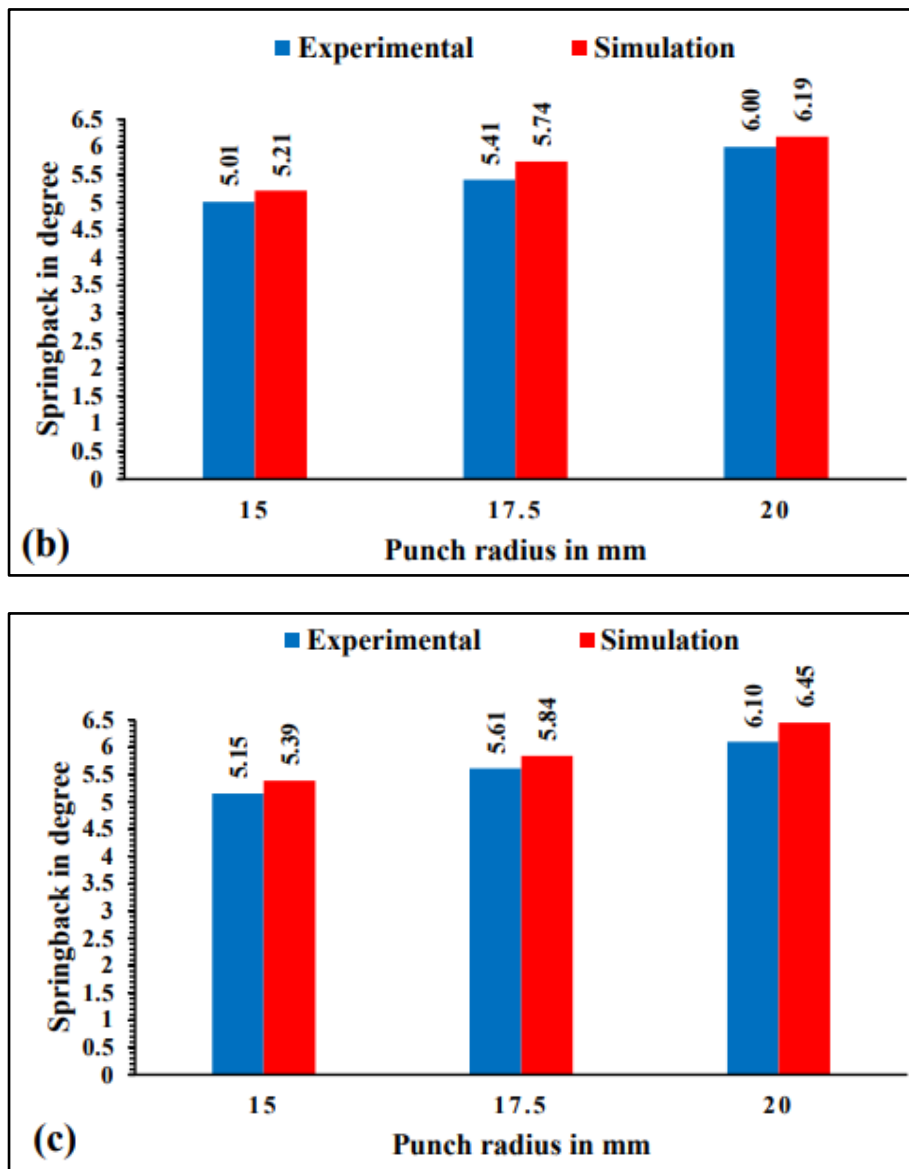 Experimental Simulation
5.01 5.21 5.41 5.74 6.00 6.19
Springback in degree
6.5
6
5.5
5
4.5
4
3.5
3
2.5
2
1.5
1
0.5
0
15 17.5 20
Punch radius in mm
(b)
Experimental Simulation
5.15 5.39 5.61 5.84 6.10 6.45
Springback in degree
6.5
6
5.5
5
4.5
4
3.5
3
2.5
2
1.5
1
0.5
0
15 17.5 20
Punch radius in mm
(c)